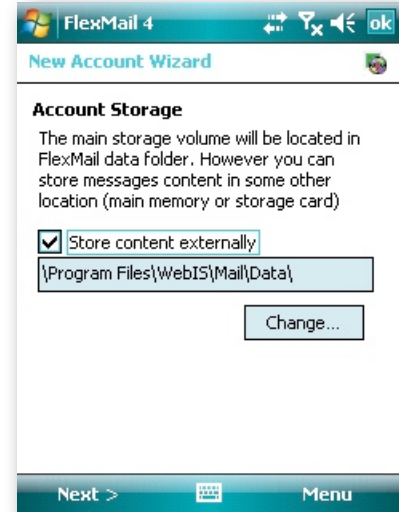 FlexMail 4
ok
New Account Wizard
Account Storage
The main storage volume will be located in
FlexMail data folder. However you can
store messages content in some other
location (main memory or storage card)
Store content externally
\Program Files\WebIS\Mail\Data\
Change...
Next >
Menu